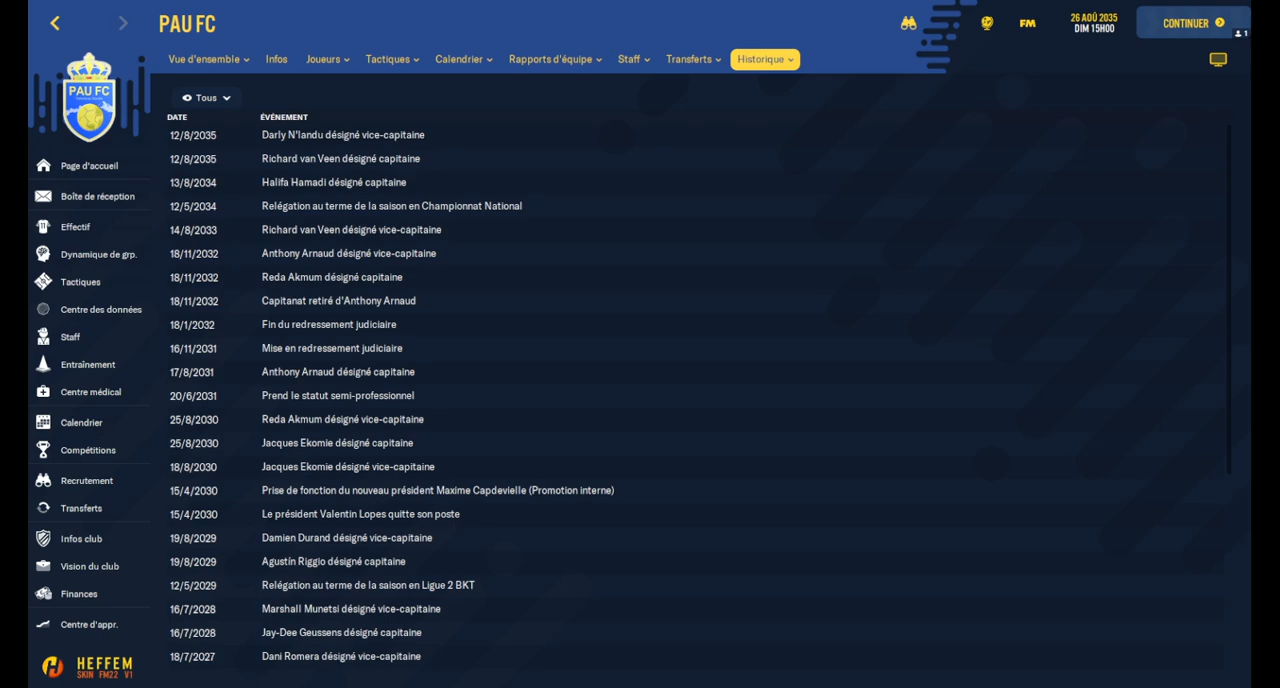 PAU FC
FM
26 AOÛ 2035
DIM 15H00
CONTINUER
1
Vue d'ensemble Infos Joueurs Tactiques Calendrier Rapports d'équipe Staff Transferts Historique
PAU FC
Tous
DATE ÉVÉNEMENT
12/8/2035 Darly N'landu désigné vice-capitaine
12/8/2035 Richard van Veen désigné capitaine
13/8/2034 Halifa Hamadi désigné capitaine
12/5/2034 Relégation au terme de la saison en Championnat National
14/8/2033 Richard van Veen désigné vice-capitaine
18/11/2032 Anthony Arnaud désigné vice-capitaine
18/11/2032 Reda Akmum désigné capitaine
18/11/2032 Capitanat retiré d'Anthony Arnaud
18/1/2032 Fin du redressement judiciaire
16/11/2031 Mise en redressement judiciaire
17/8/2031 Anthony Arnaud désigné capitaine
20/6/2031 Prend le statut semi-professionnel
25/8/2030 Reda Akmum désigné vice-capitaine
25/8/2030 Jacques Ekomie désigné capitaine
18/8/2030 Jacques Ekomie désigné vice-capitaine
15/4/2030 Prise de fonction du nouveau président Maxime Capdevielle (Promotion interne)
15/4/2030 Le président Valentin Lopes quitte son poste
19/8/2029 Damien Durand désigné vice-capitaine
19/8/2029 Agustín Riggio désigné capitaine
12/5/2029 Relégation au terme de la saison en Ligue 2 BKT
16/7/2028 Marshall Munetsi désigné vice-capitaine
16/7/2028 Jay-Dee Geussens désigné capitaine
18/7/2027 Dani Romera désigné vice-capitaine
Page d'accueil
Boîte de réception
Effectif
Dynamique de grp.
Tactiques
Centre des données
Staff
Entraînement
Centre médical
Calendrier
Compétitions
Recrutement
Transferts
Infos club
Vision du club
Finances
Centre d'appr.
HEFFEM
SKIN FM22 V1